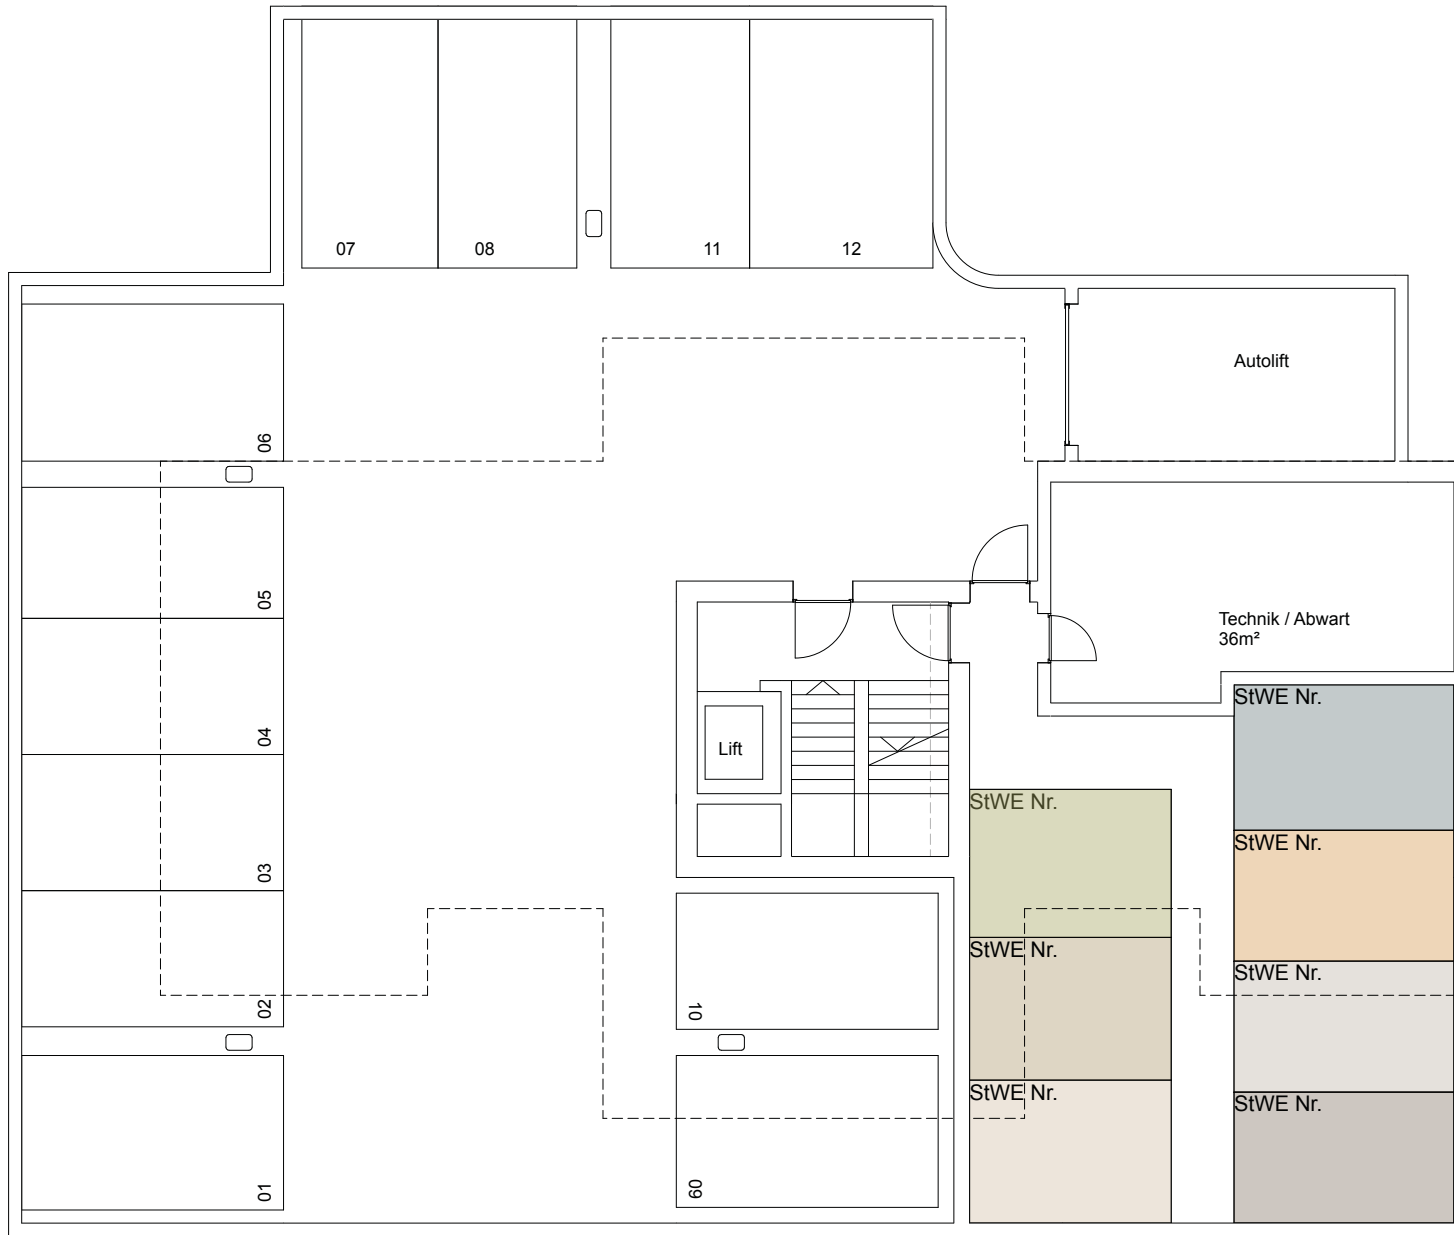 07
08
11
12
Autolift
06
05
Technik / Abwart
36m²
04
Lift
StWE Nr.
StWE Nr.
StWE Nr.
03
StWE Nr.
StWE Nr.
02
10
StWE Nr.
StWE Nr.
01
09